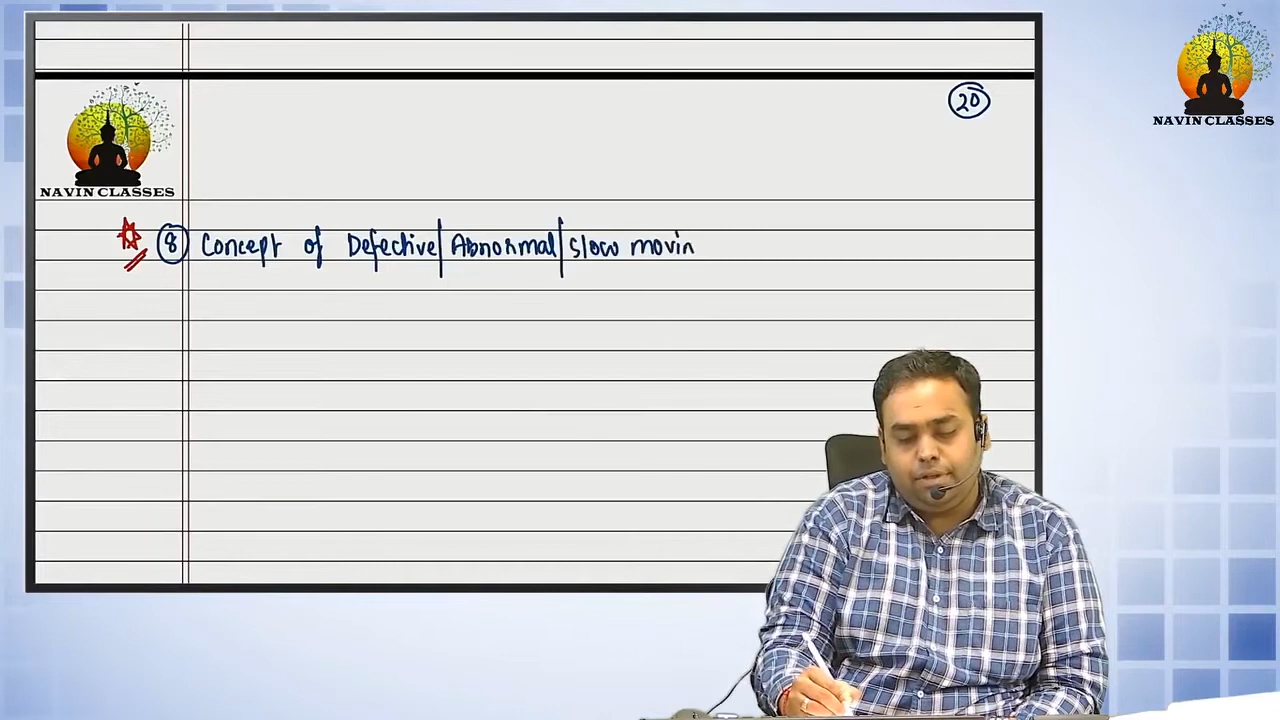 20
NAVIN CLASSES
NAVIN CLASSES
8 Concept of Defective | Abnormal | Slow movin